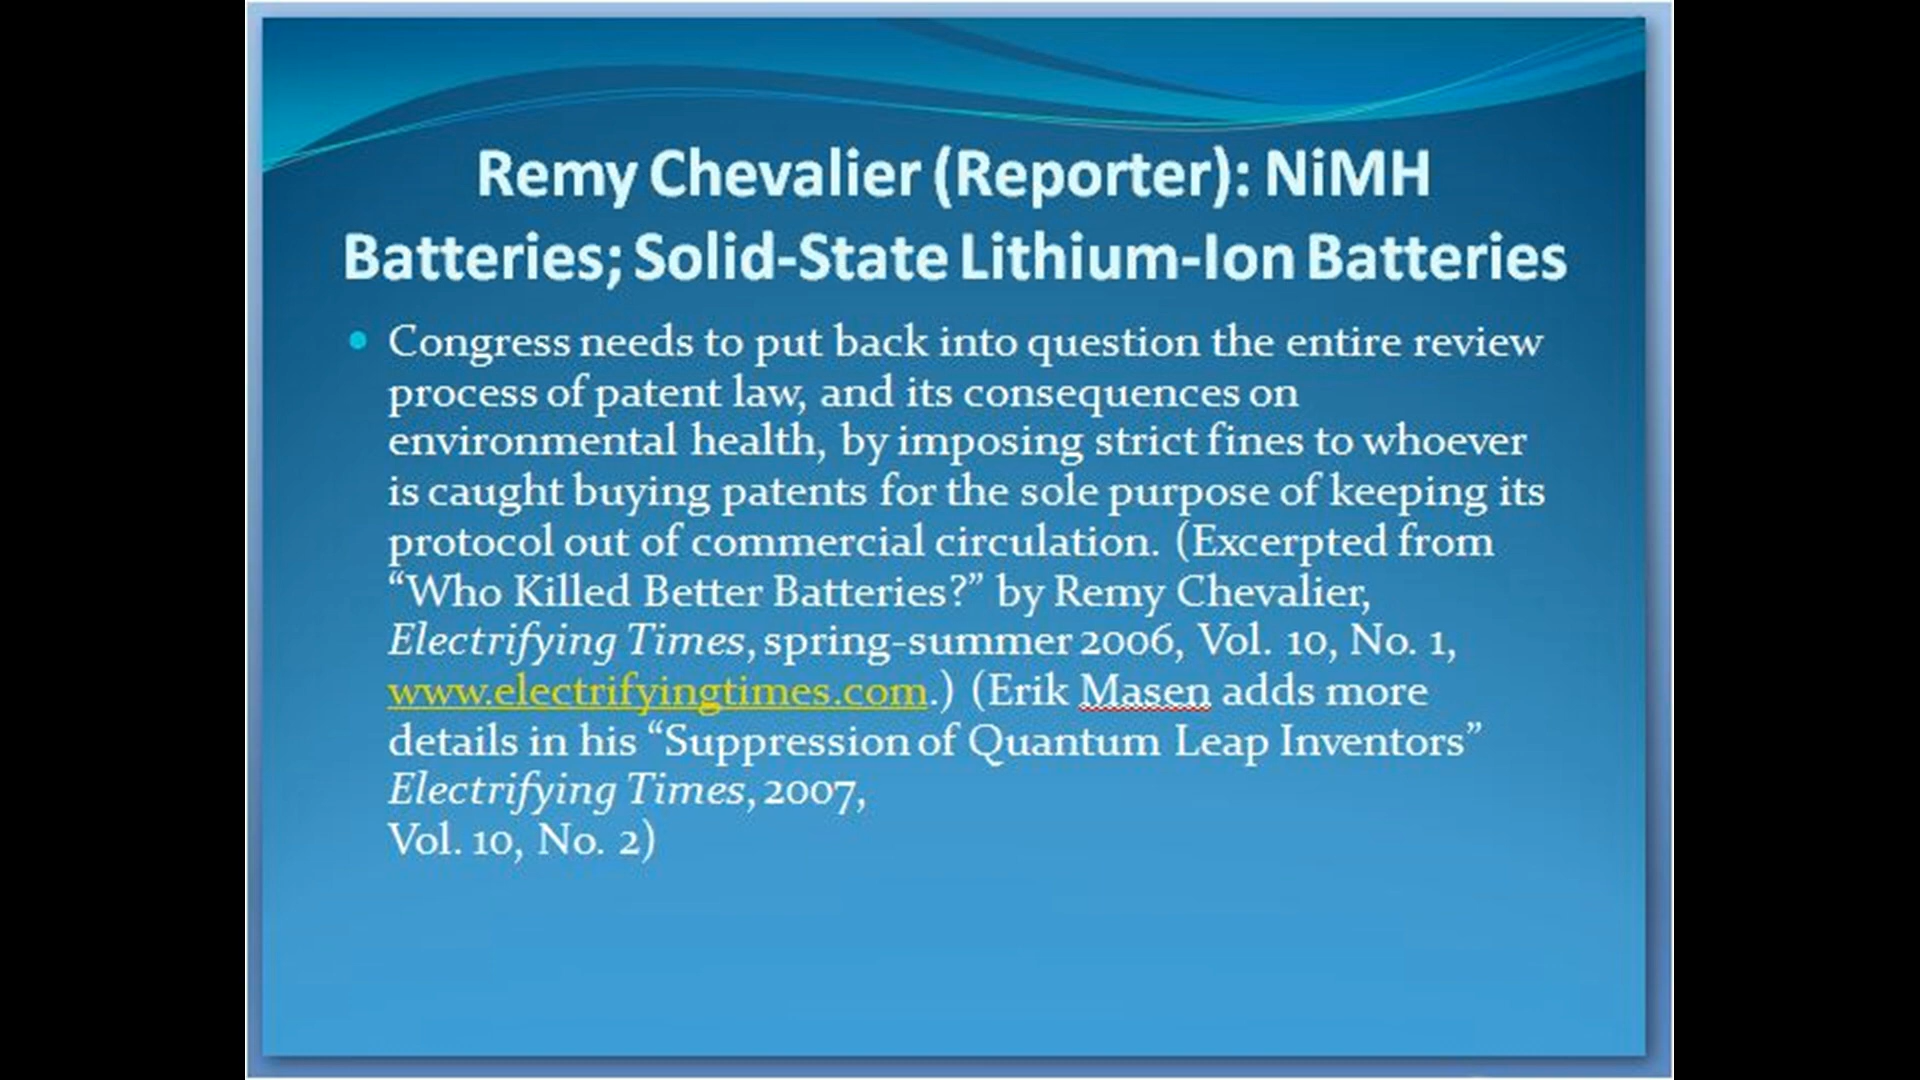 Remy Chevalier (Reporter): NiMH
Batteries; Solid-State Lithium-Ion Batteries
• Congress needs to put back into question the entire review
process of patent law, and its consequences on
environmental health, by imposing strict fines to whoever
is caught buying patents for the sole purpose of keeping its
protocol out of commercial circulation. (Excerpted from
“Who Killed Better Batteries?” by Remy Chevalier,
Electrifying Times, spring-summer 2006, Vol. 10, No. 1,
www.electrifyingtimes.com.) (Erik Masen adds more
details in his “Suppression of Quantum Leap Inventors”
Electrifying Times, 2007,
Vol. 10, No. 2)